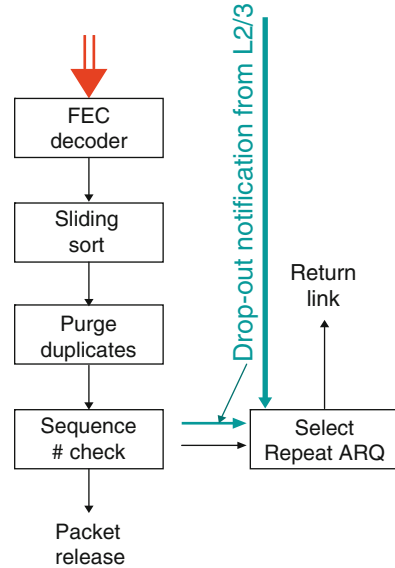 FEC
decoder
Sliding
sort
Purge
duplicates
Sequence
# check
Packet
release
Drop-out notification from L2/3
Return
link
Select
Repeat ARQ